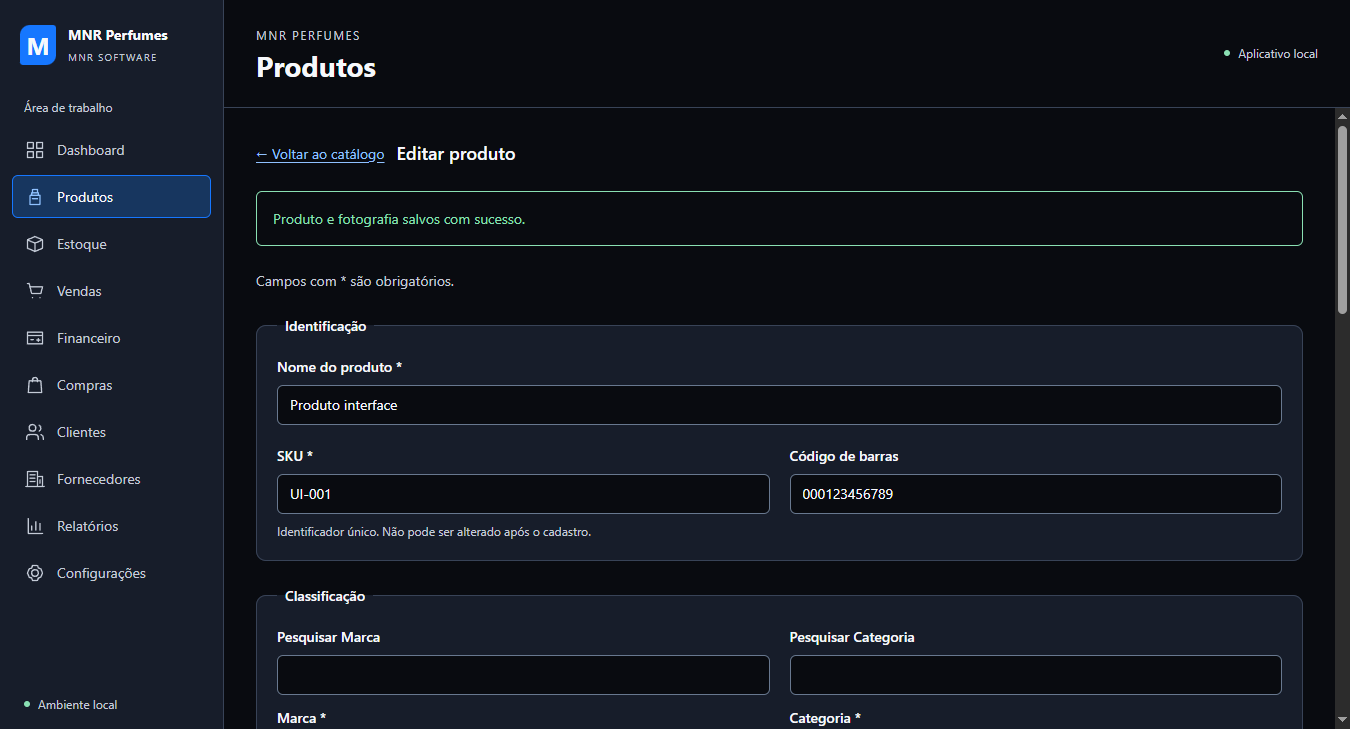 M
MNR Perfumes
MNR SOFTWARE
Área de trabalho
Dashboard
Produtos
Estoque
Vendas
Financeiro
Compras
Clientes
Fornecedores
Relatórios
Configurações
Ambiente local
MNR PERFUMES
Produtos
Aplicativo local
← Voltar ao catálogo Editar produto
Produto e fotografia salvos com sucesso.
Campos com * são obrigatórios.
Identificação
Nome do produto *
Produto interface
SKU * Código de barras
UI-001 000123456789
Identificador único. Não pode ser alterado após o cadastro.
Classificação
Pesquisar Marca Pesquisar Categoria
Marca * Categoria *